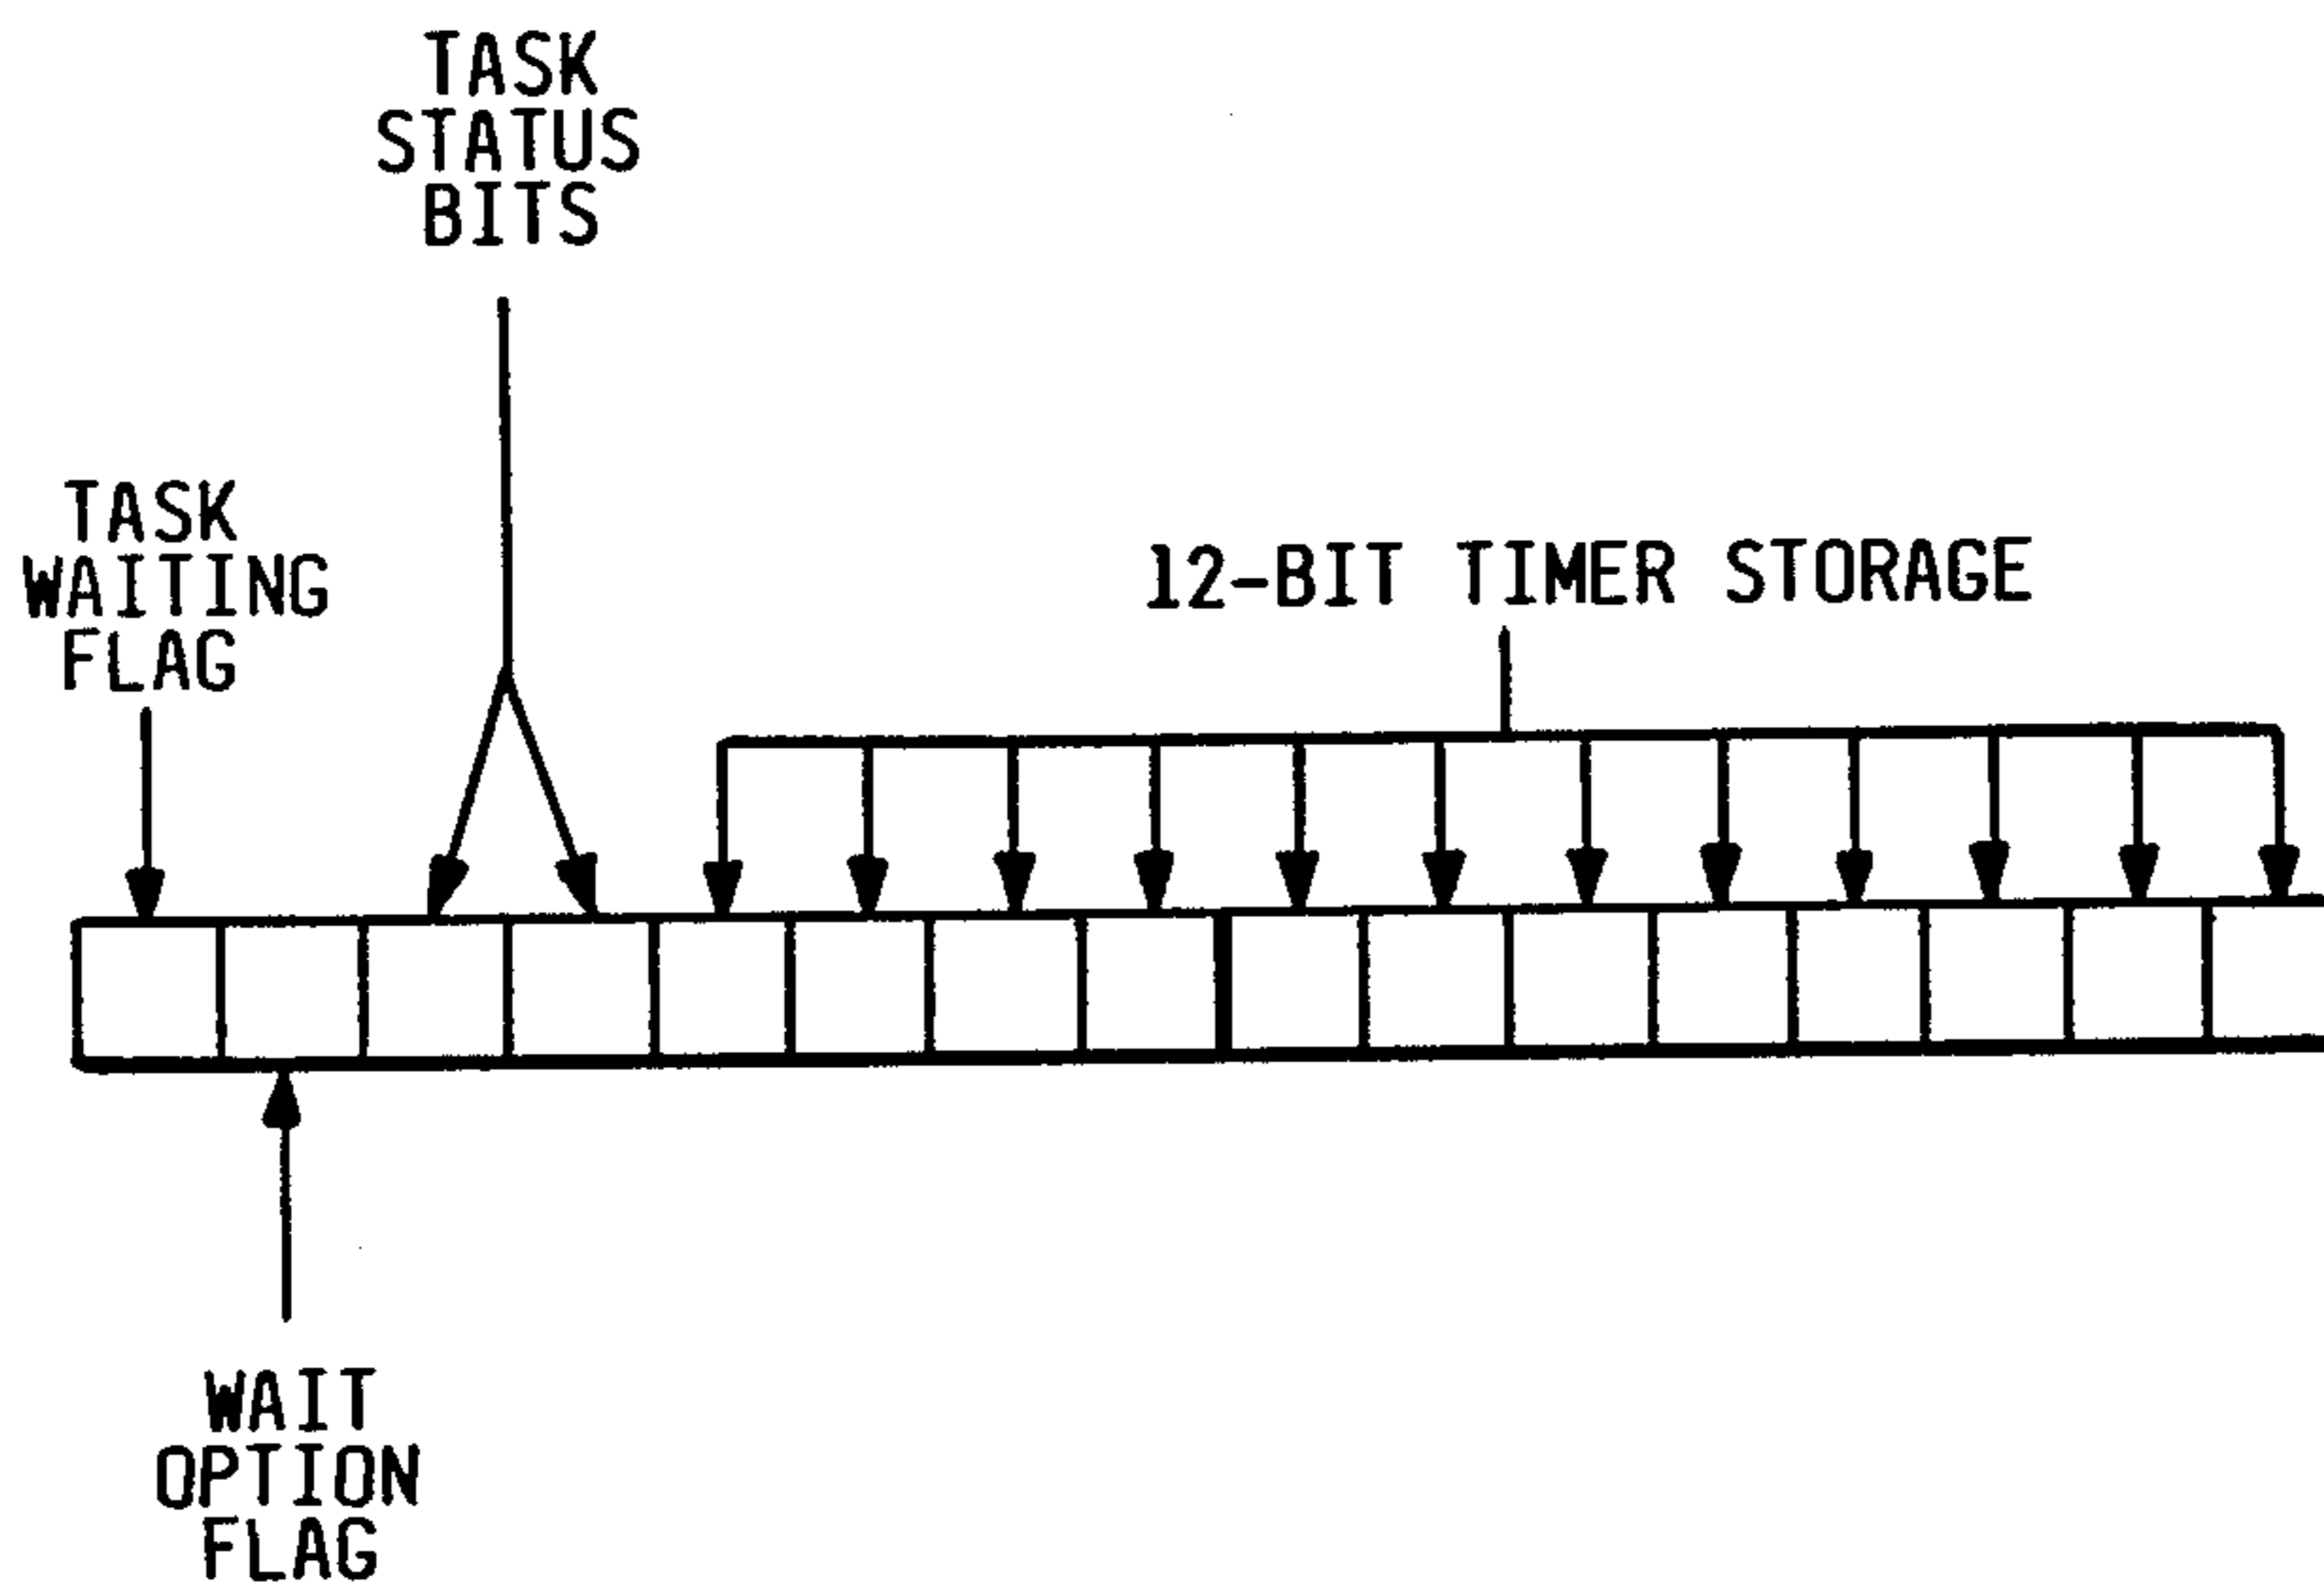 TASK
STATUS
BITS
TASK
WAITING
FLAG
12-BIT TIMER STORAGE
WAIT
OPTION
FLAG